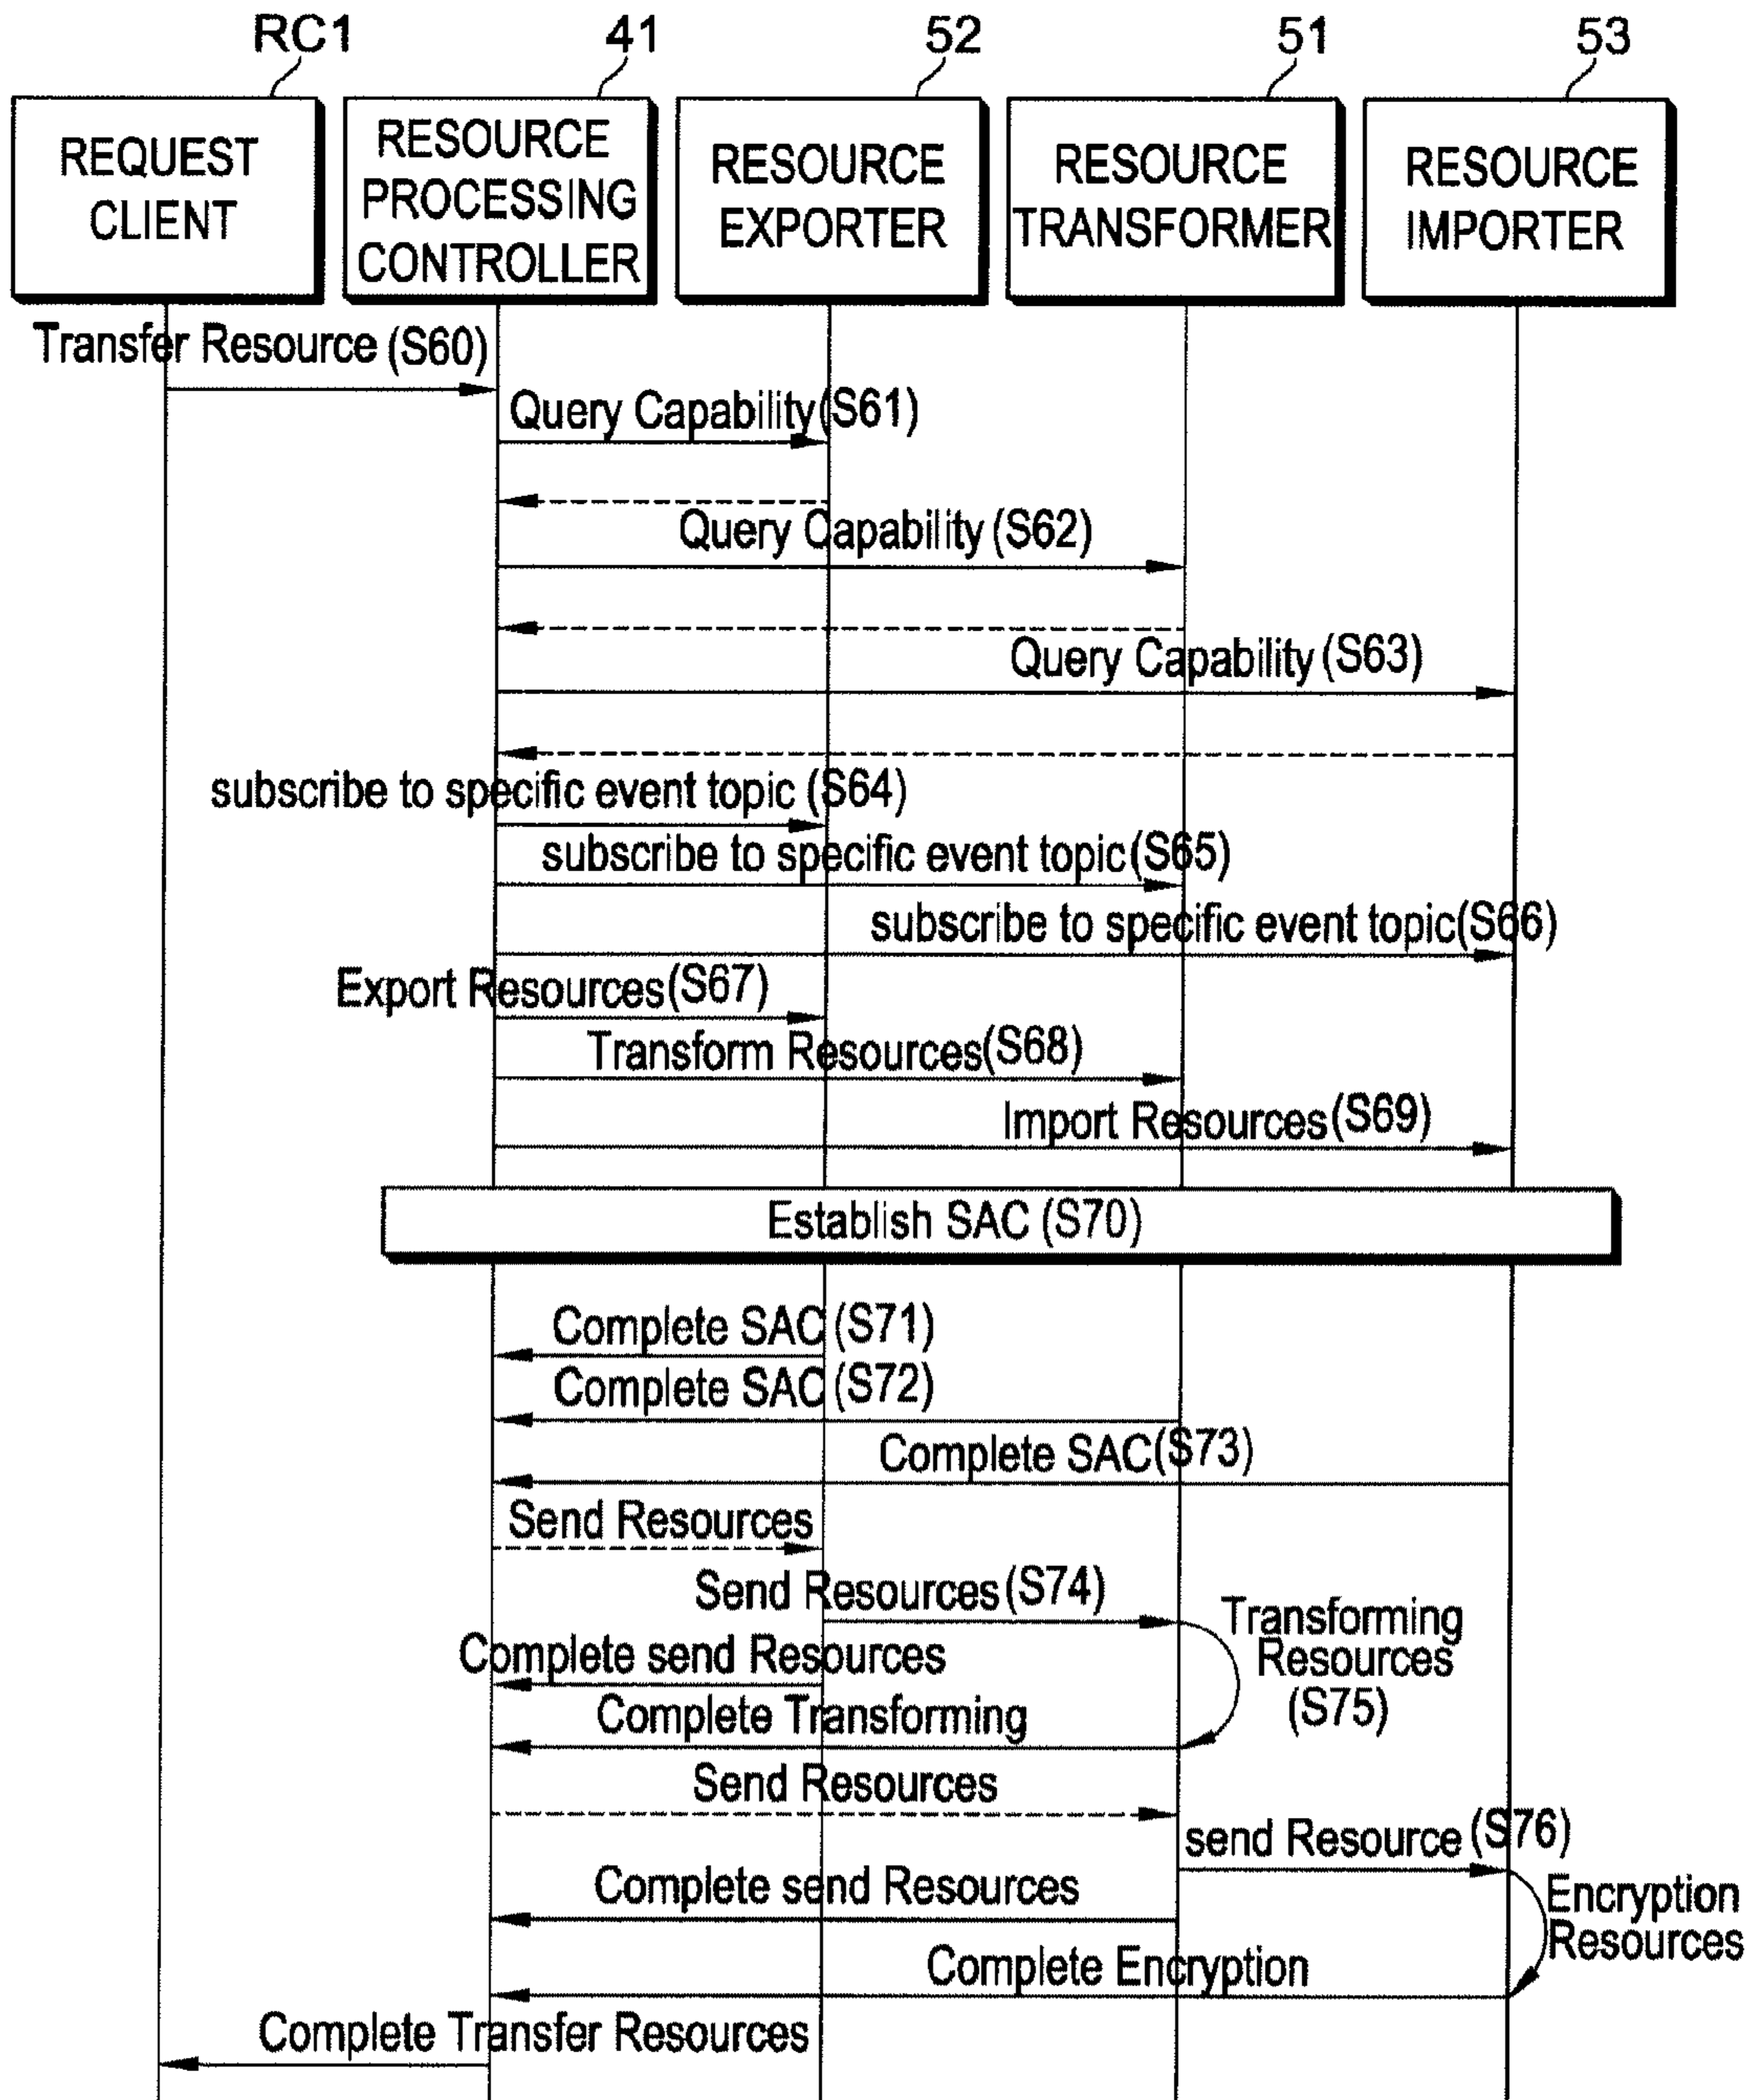 RC1 41 52 51 53
REQUEST
CLIENT
RESOURCE
PROCESSING
CONTROLLER
RESOURCE
EXPORTER
RESOURCE
TRANSFORMER
RESOURCE
IMPORTER
Transfer Resource (S60)
Query Capability (S61)
Query Capability (S62)
Query Capability (S63)
subscribe to specific event topic (S64)
subscribe to specific event topic (S65)
subscribe to specific event topic (S66)
Export Resources (S67)
Transform Resources (S68)
Import Resources (S69)
Establish SAC (S70)
Complete SAC (S71)
Complete SAC (S72)
Complete SAC (S73)
Send Resources
Send Resources (S74)
Transforming
Resources
(S75)
Complete send Resources
Complete Transforming
Send Resources
send Resource (S76)
Complete send Resources
Encryption
Resources
Complete Encryption
Complete Transfer Resources